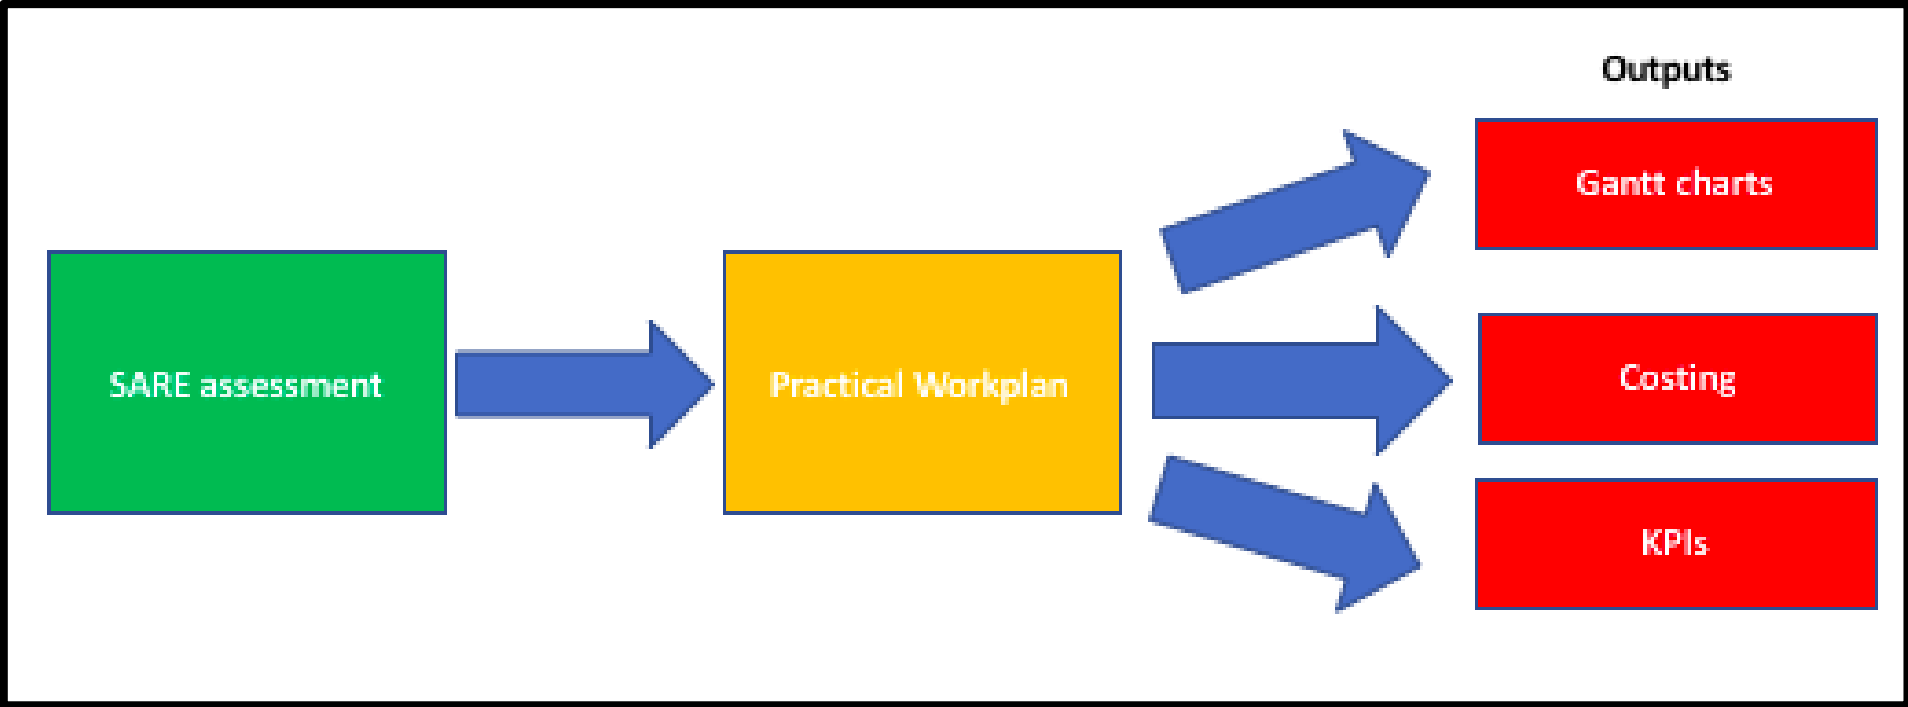 Outputs
Gantt charts
SARE assessment
Practical Workplan
Costing
KPIs